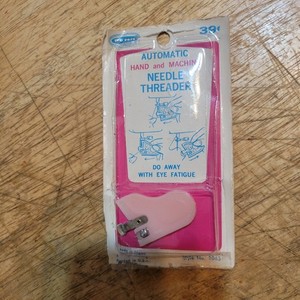 39¢
AUTOMATIC
HAND and MACHINE
NEEDLE
THREADER
DO AWAY
WITH EYE FATIGUE